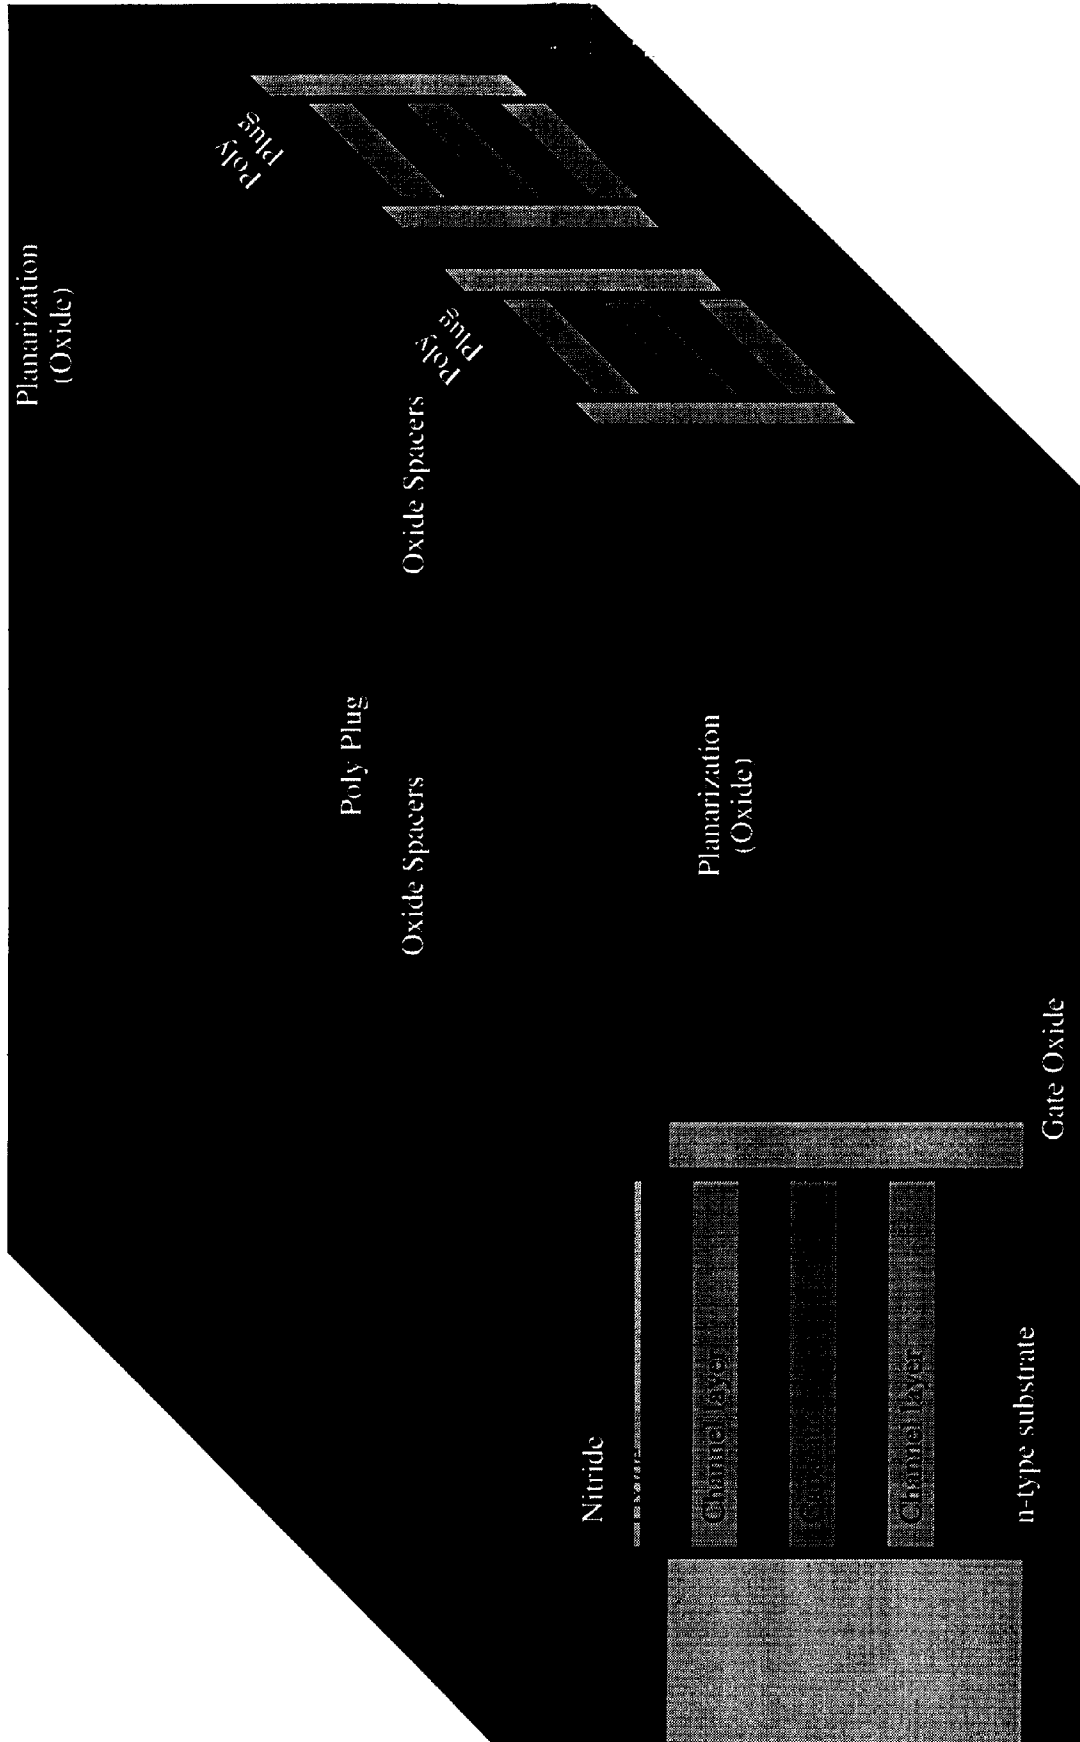 Planarization
(Oxide)
Poly
Plug
Poly
Plug
Oxide Spacers
Poly Plug
Oxide Spacers
Planarization
(Oxide)
Gate Oxide
Nitride
Channel layer
Channel layer
n-type substrate